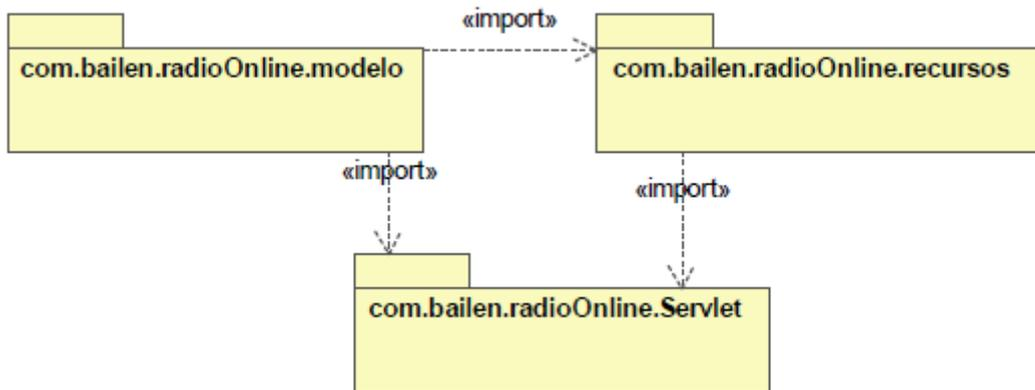 «import»
com.bailen.radioOnline.modelo
com.bailen.radioOnline.recursos
«import»
«import»
com.bailen.radioOnline.Servlet